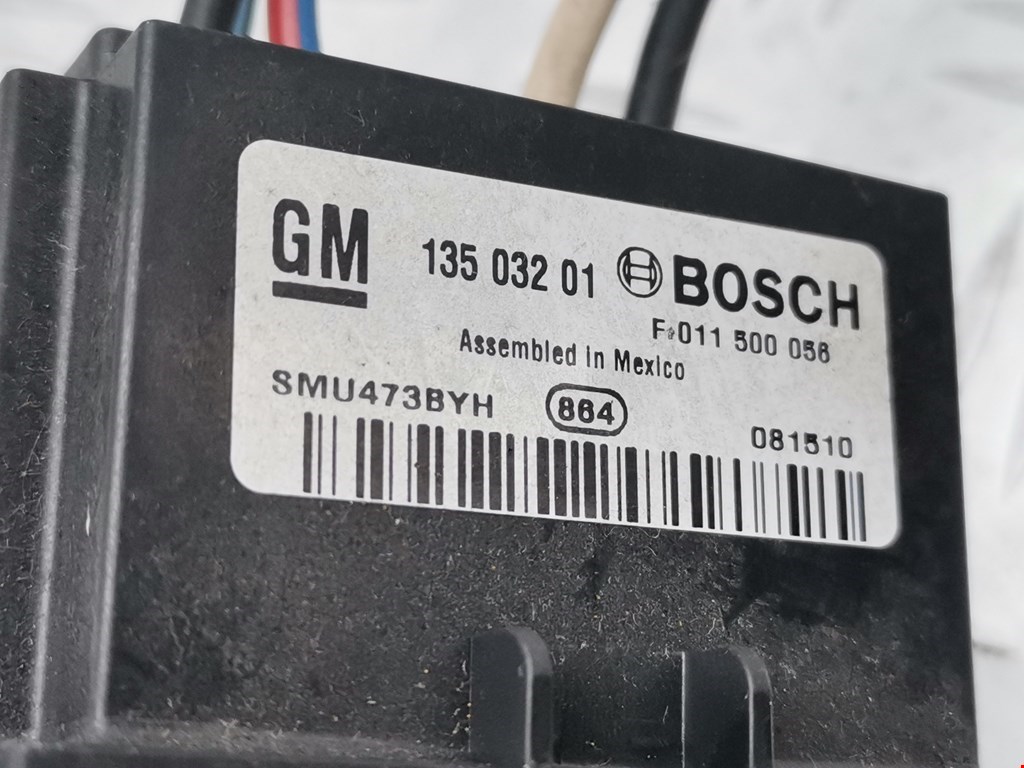 GM 135 032 01 BOSCH
F 011 500 056
Assembled in Mexico
SMU473BYH 864 081510